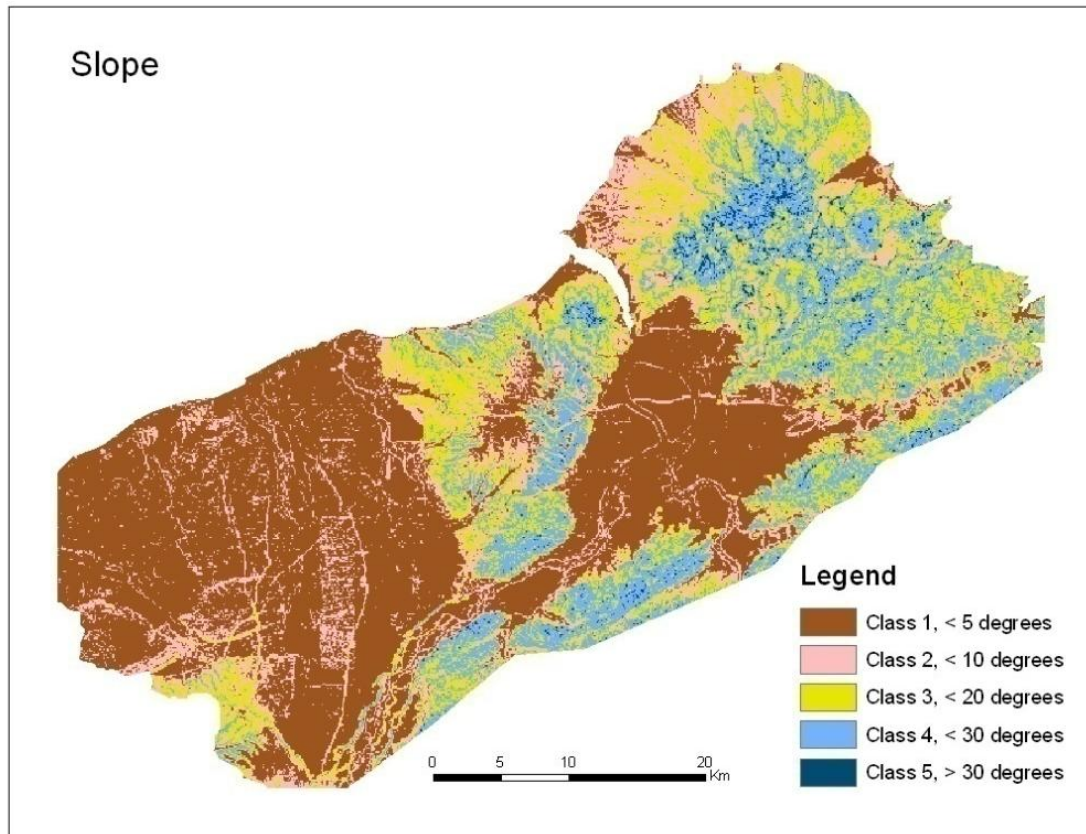 Slope
Legend
Class 1, < 5 degrees
Class 2, < 10 degrees
Class 3, < 20 degrees
Class 4, < 30 degrees
Class 5, > 30 degrees
0 5 10 20
Km